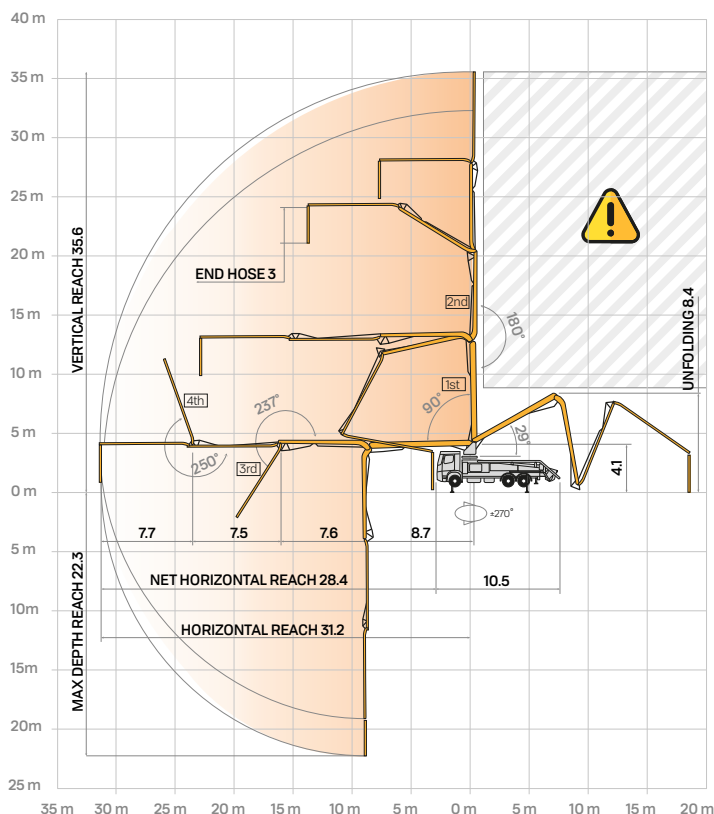 40 m
35 m
30 m
25 m
20 m
15 m
10 m
5 m
0 m
5 m
10m
15m
20m
25 m
35 m
30 m
25 m
20 m
15 m
10 m
5 m
0 m
5 m
10 m
15 m
20 m
VERTICAL REACH 35.6
MAX DEPTH REACH 22.3
END HOSE 3
2nd
180°
UNFOLDING 8.4
1st
90°
4th
237°
29°
250°
3rd
4.1
±270°
7.7
7.5
7.6
8.7
NET HORIZONTAL REACH 28.4
10.5
HORIZONTAL REACH 31.2